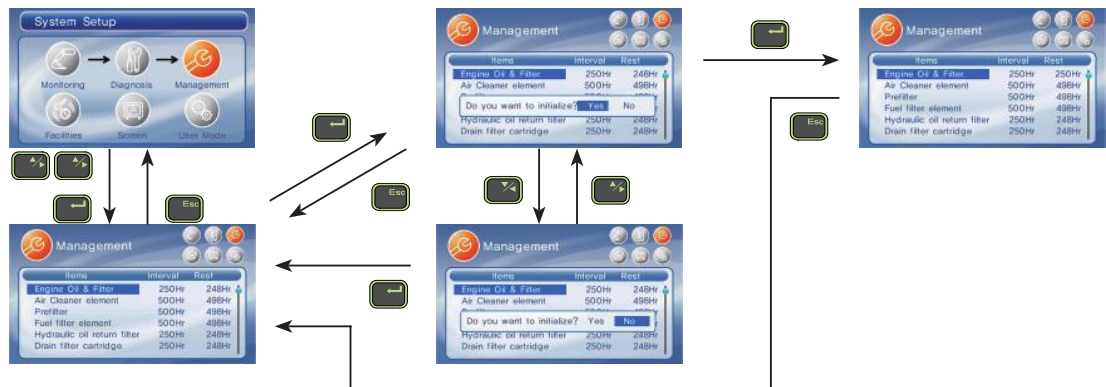 System Setup
Monitoring Diagnosis Management
Facilities Screen User Mode
Esc
Management
Items Interval Rest
Engine Oil & Filter 250Hr 248Hr
Air Cleaner element 500Hr 498Hr
Prefilter 500Hr 498Hr
Fuel filter element 500Hr 498Hr
Hydraulic oil return filter 250Hr 248Hr
Drain filter cartridge 250Hr 248Hr
Esc
Management
Items Interval Rest
Engine Oil & Filter 250Hr 248Hr
Air Cleaner element 500Hr 498Hr
Do you want to initialize? Yes No
Hydraulic oil return filter 250Hr 248Hr
Drain filter cartridge 250Hr 248Hr
Management
Items Interval Rest
Engine Oil & Filter 250Hr 248Hr
Air Cleaner element 500Hr 498Hr
Do you want to initialize? Yes No
Hydraulic oil return filter 250Hr 248Hr
Drain filter cartridge 250Hr 248Hr
Esc
Management
Items Interval Rest
Engine Oil & Filter 250Hr 250Hr
Air Cleaner element 500Hr 498Hr
Prefilter 500Hr 498Hr
Fuel filter element 500Hr 498Hr
Hydraulic oil return filter 250Hr 248Hr
Drain filter cartridge 250Hr 248Hr